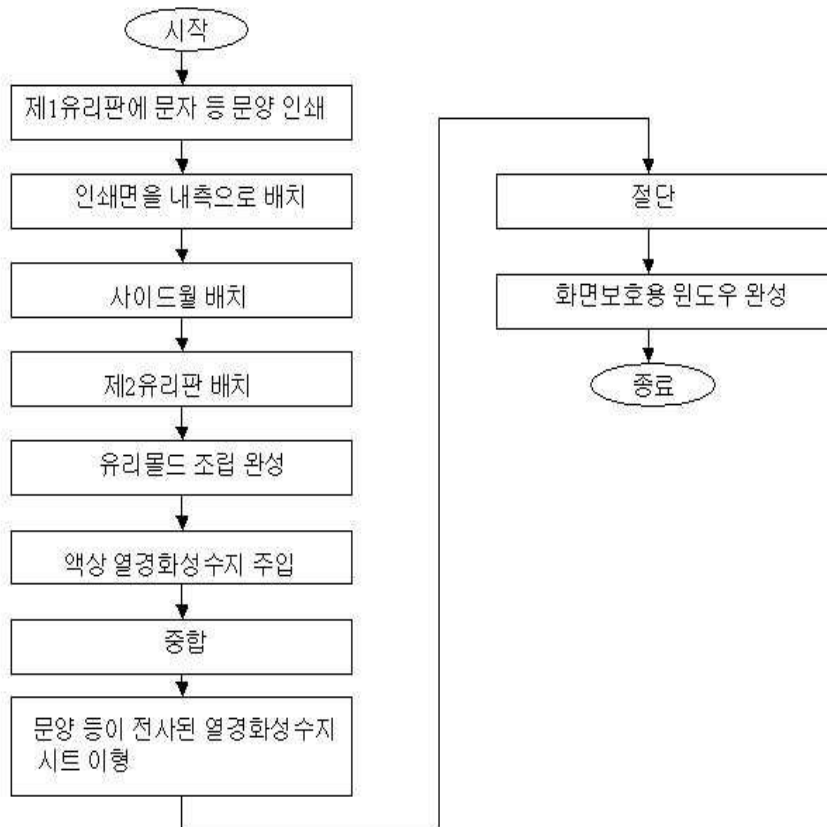 시작
제1유리판에 문자 등 문양 인쇄
인쇄면을 내측으로 배치
사이드월 배치
제2유리판 배치
유리몰드 조립 완성
액상 열경화성수지 주입
중합
문양 등이 전사된 열경화성수지
시트 이형
절단
화면보호용 윈도우 완성
종료